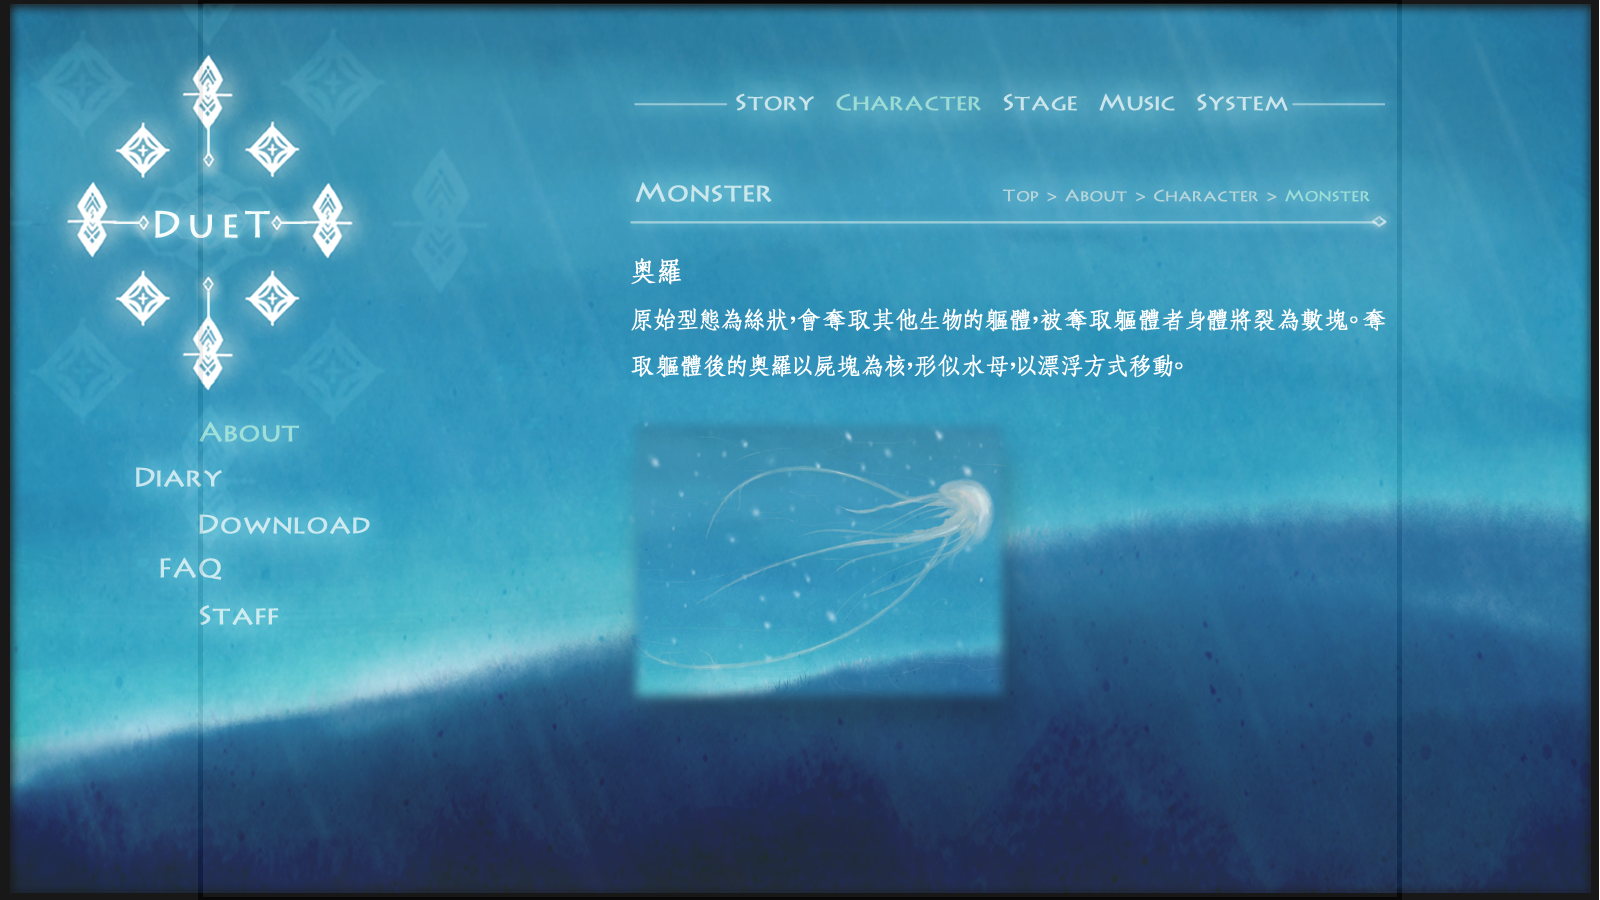 DUET
STORY CHARACTER STAGE MUSIC SYSTEM
MONSTER
TOP > ABOUT > CHARACTER > MONSTER
奧羅
原始型態為絲狀,會奪取其他生物的軀體,被奪取軀體者身體將裂為數塊。奪
取軀體後的奧羅以屍塊為核,形似水母,以漂浮方式移動。
ABOUT
DIARY
DOWNLOAD
FAQ
STAFF